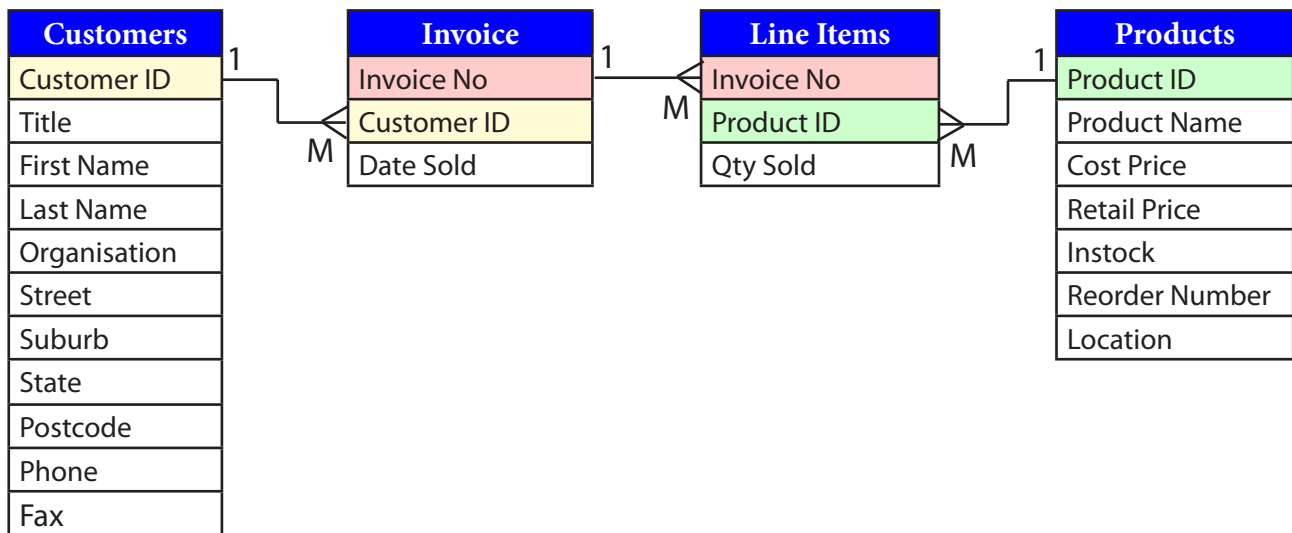 Customers
Customer ID
Title
First Name
Last Name
Organisation
Street
Suburb
State
Postcode
Phone
Fax
1
M
Invoice
Invoice No
Customer ID
Date Sold
1
M
Line Items
Invoice No
Product ID
Qty Sold
M
1
Products
Product ID
Product Name
Cost Price
Retail Price
Instock
Reorder Number
Location